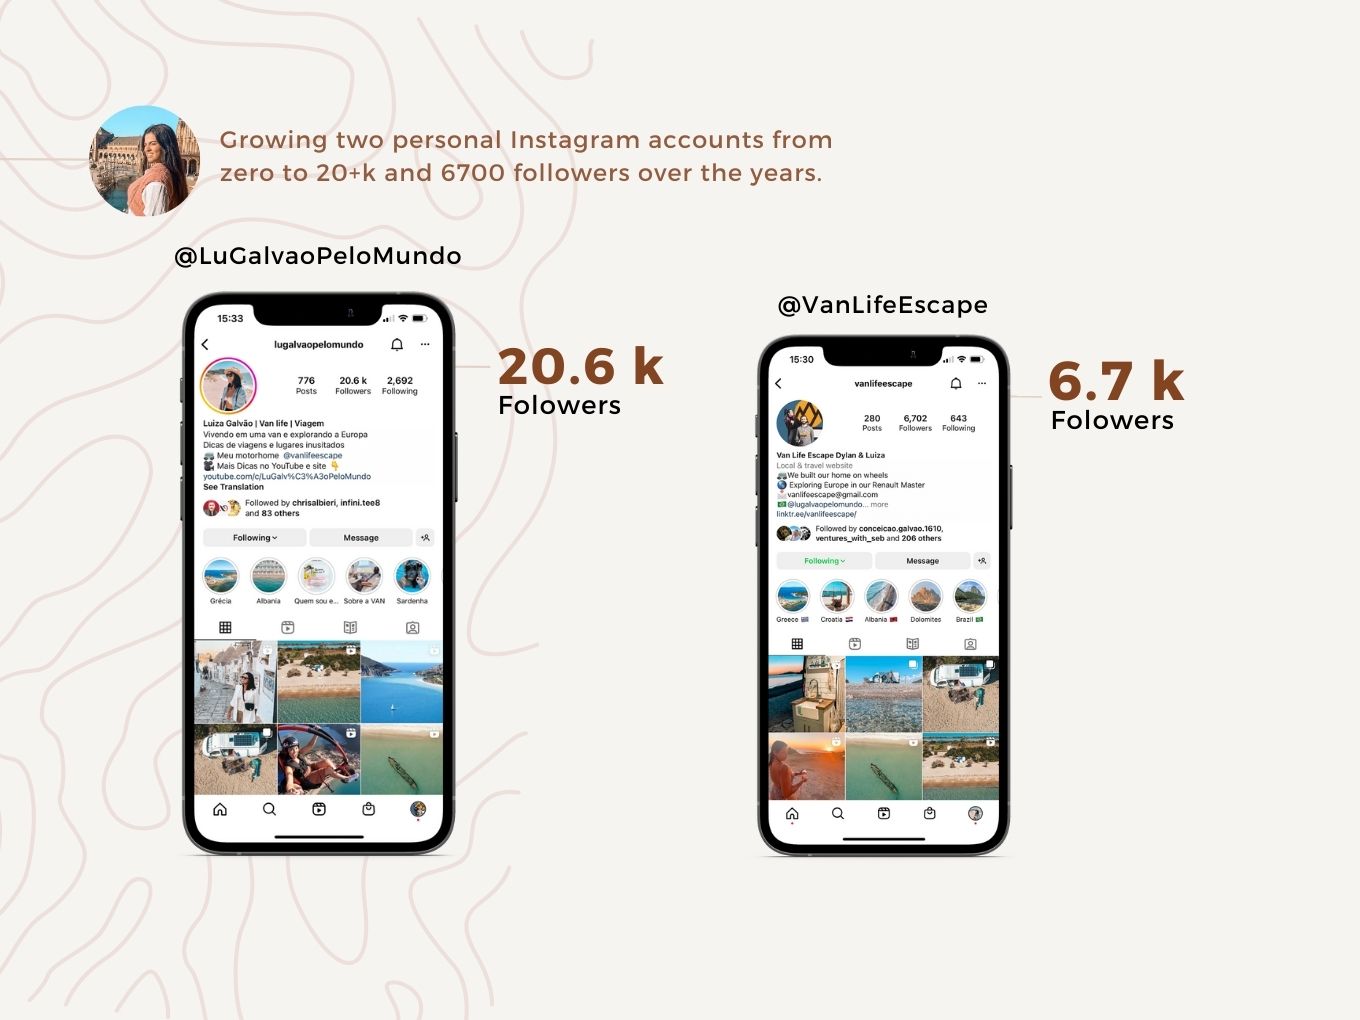 Growing two personal Instagram accounts from
zero to 20+k and 6700 followers over the years.
@LuGalvaoPeloMundo
15:33
lugalvaopelomundo
776 20.6 k 2,692
Posts Followers Following
Luiza Galvão | Van life | Viagem
Vivendo em uma van e explorando a Europa
Dicas de viagens e lugares inusitados
🚐 Meu motorhome @vanlifeescape
🎥 Mais Dicas no YouTube e site 👇
youtube.com/c/LuGalv%C3%A3oPeloMundo
See Translation
Followed by chrisalbieri, infini.tee8
and 83 others
Following Message
Grécia Albania Quem sou e... Sobre a VAN Sardenha
20.6 k
Folowers
@VanLifeEscape
15:30
vanlifeescape
280 6,702 643
Posts Followers Following
Van Life Escape Dylan & Luiza
Local & travel website
🚐We built our home on wheels
🌍 Exploring Europe in our Renault Master
✉️vanlifeescape@gmail.com
🇧🇷@lugalvaopelomundo... more
linktr.ee/vanlifeescape/
Followed by conceicao.galvao.1610,
ventures_with_seb and 206 others
Following Message
Greece 🇬🇷 Croatia 🇭🇷 Albania 🇦🇱 Dolomites Brazil 🇧🇷
6.7 k
Folowers